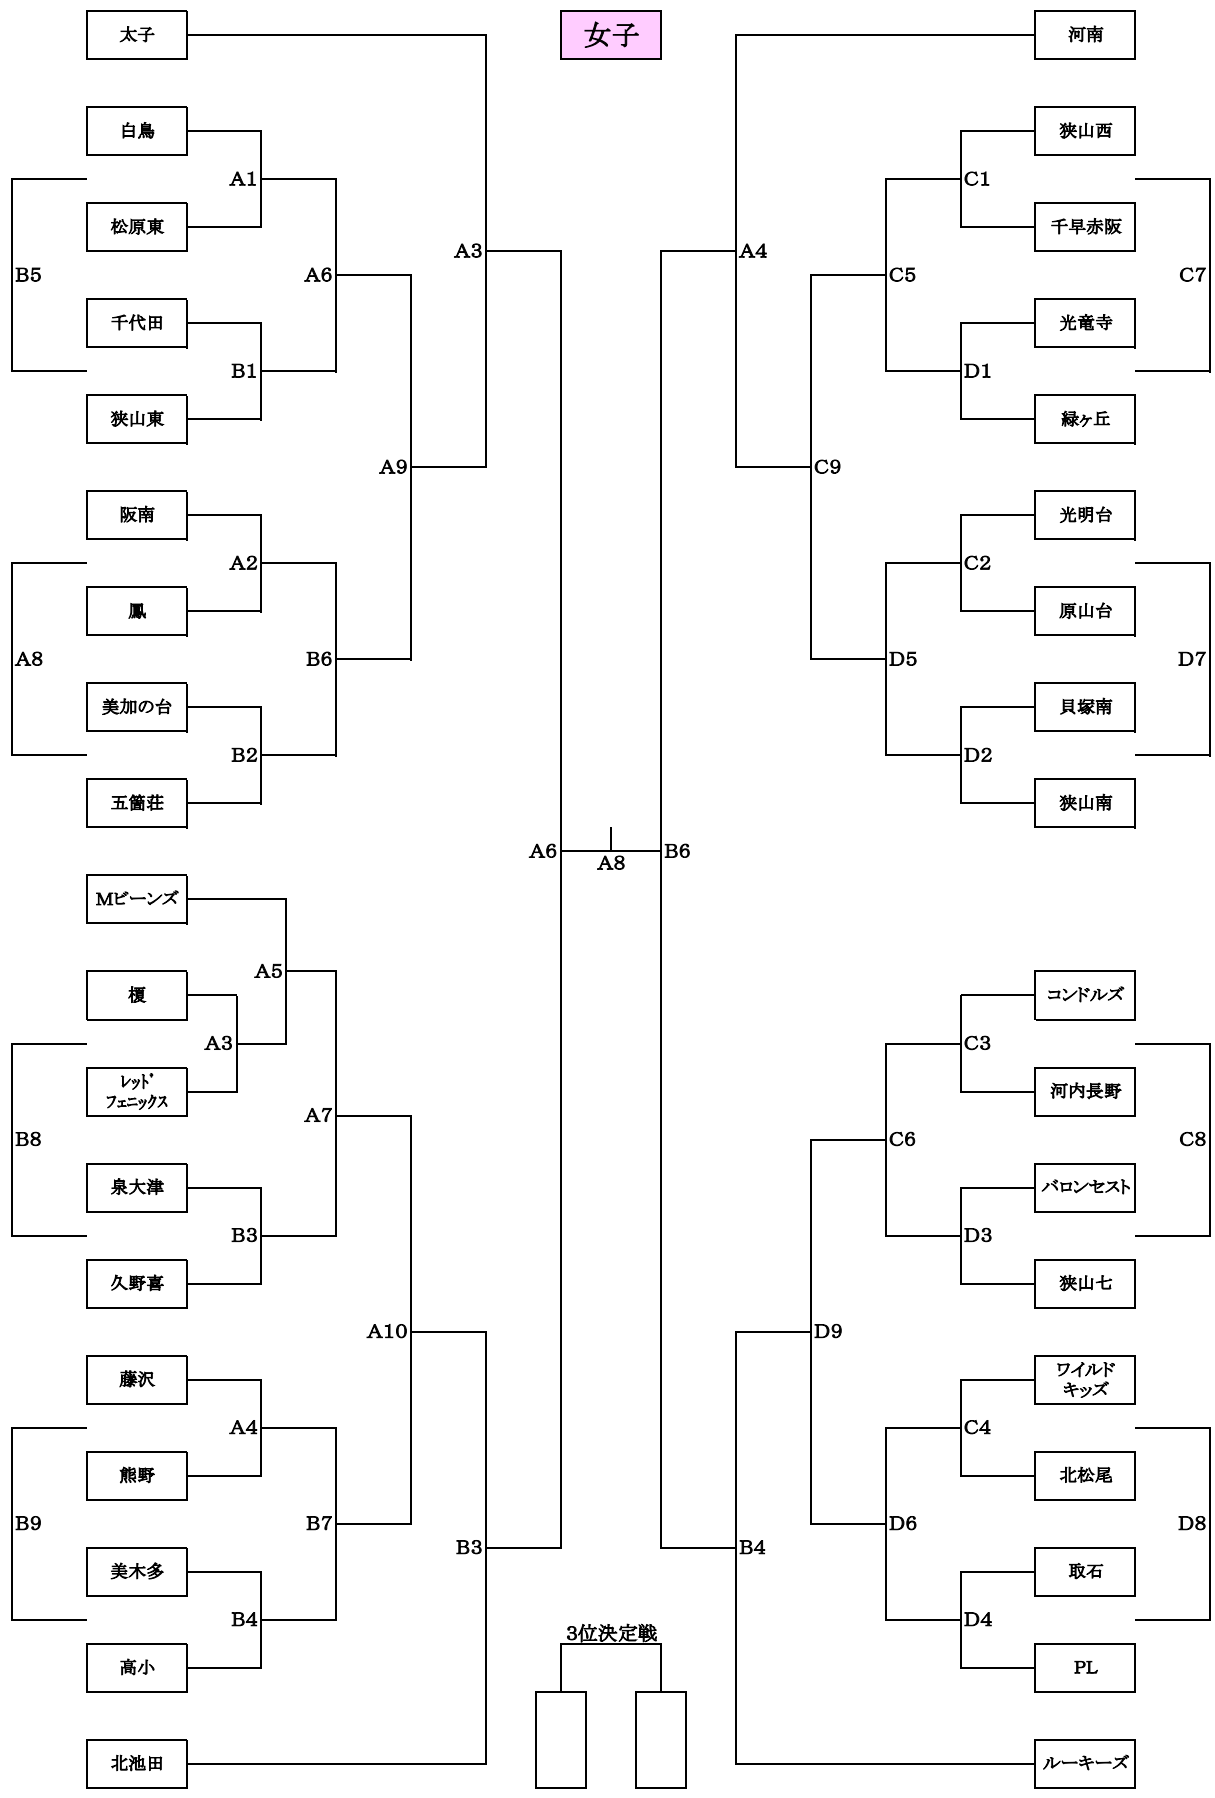 女子
太子
白鳥
A1
松原東
B5
A6
千代田
B1
狭山東
A3
A9
阪南
A2
鳳
A8
B6
美加の台
B2
五箇荘
A6
Mビーンズ
A5
榎
A3
レッド
フェニックス
B8
A7
泉大津
B3
久野喜
A10
藤沢
A4
熊野
B9
B7
美木多
B4
高小
B3
北池田
A8
3位決定戦
河南
狭山西
C1
千早赤阪
A4
C5
C7
光竜寺
D1
緑ヶ丘
C9
光明台
C2
原山台
D5
D7
貝塚南
D2
狭山南
B6
コンドルズ
C3
河内長野
C6
C8
バロンセスト
D3
狭山七
D9
ワイルド
キッズ
C4
北松尾
D6
D8
B4
取石
D4
PL
ルーキーズ